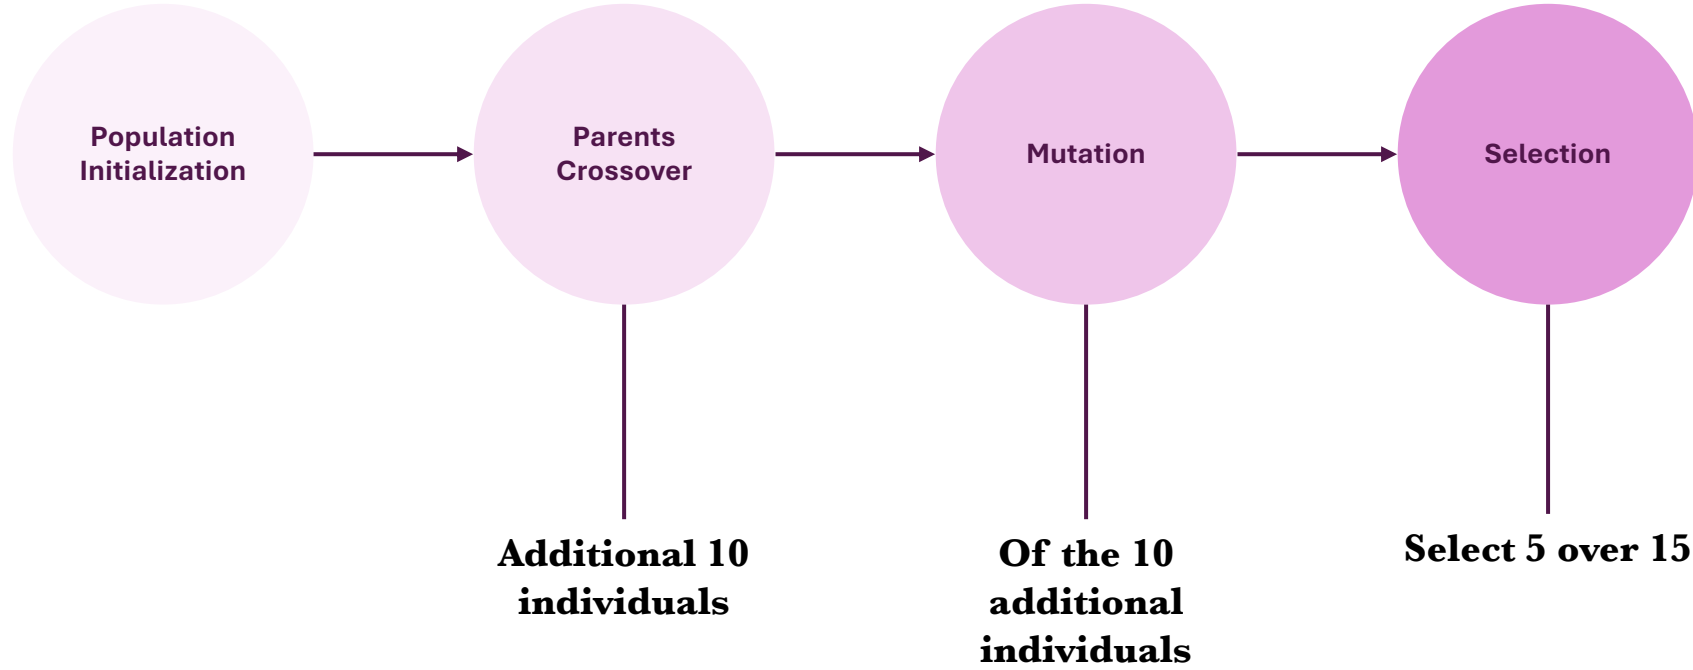 Population
Initialization
Parents
Crossover
Mutation
Selection
Additional 10
individuals
Of the 10
additional
individuals
Select 5 over 15